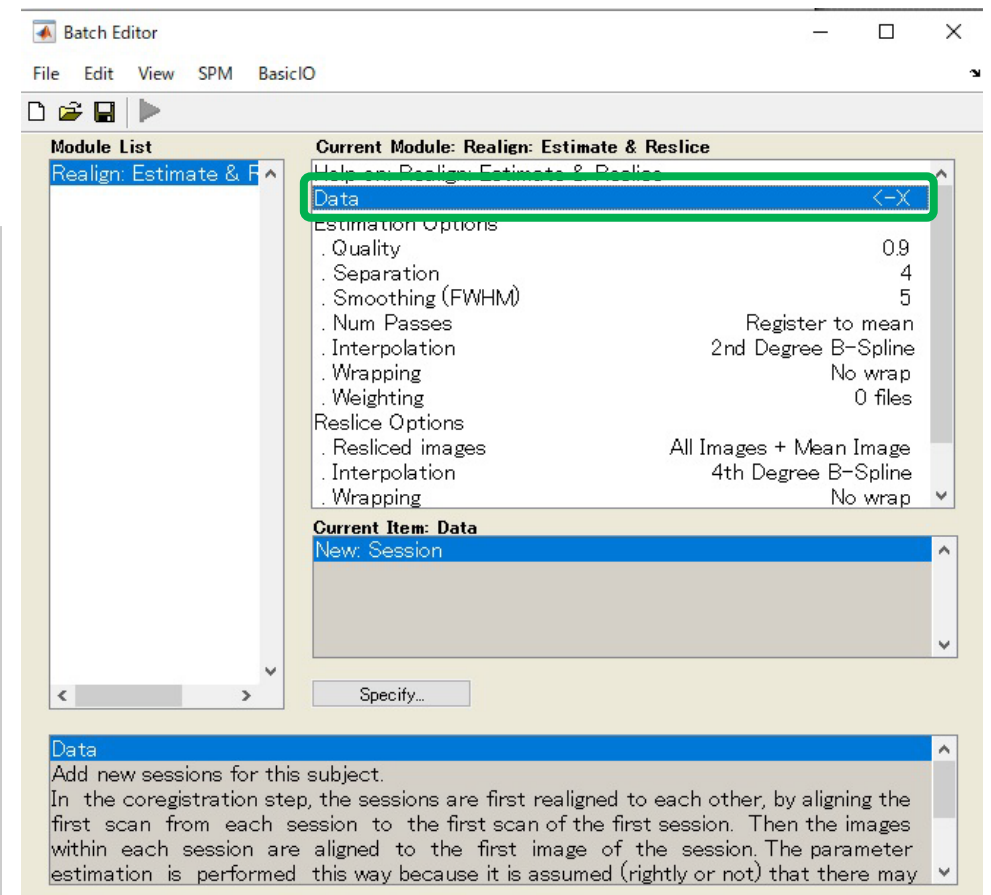 Batch Editor
File Edit View SPM BasicIO
Module List
Realign: Estimate & R
Current Module: Realign: Estimate & Reslice
Help on: Realign: Estimate & Reslice
Data <-X
Estimation Options
. Quality 0.9
. Separation 4
. Smoothing (FWHM) 5
. Num Passes Register to mean
. Interpolation 2nd Degree B-Spline
. Wrapping No wrap
. Weighting 0 files
Reslice Options
. Resliced images All Images + Mean Image
. Interpolation 4th Degree B-Spline
. Wrapping No wrap
Current Item: Data
New: Session
Specify...
Data
Add new sessions for this subject.
In the coregistration step, the sessions are first realigned to each other, by aligning the
first scan from each session to the first scan of the first session. Then the images
within each session are aligned to the first image of the session. The parameter
estimation is performed this way because it is assumed (rightly or not) that there may